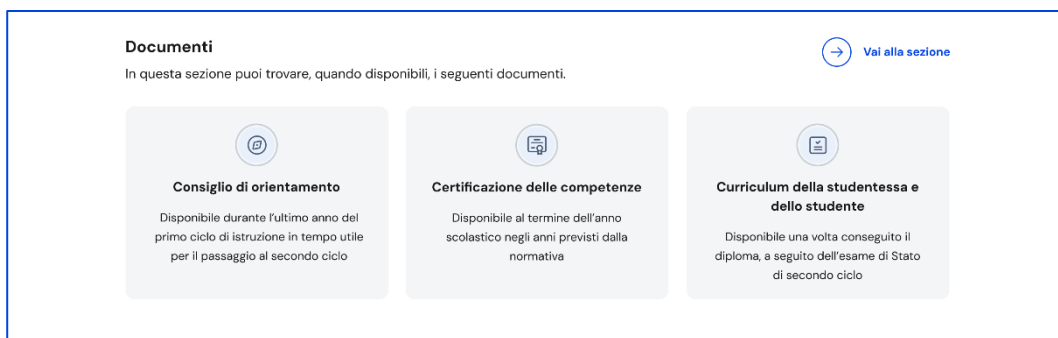 Documenti
Vai alla sezione
In questa sezione puoi trovare, quando disponibili, i seguenti documenti.
Consiglio di orientamento
Disponibile durante l'ultimo anno del
primo ciclo di istruzione in tempo utile
per il passaggio al secondo ciclo
Certificazione delle competenze
Disponibile al termine dell'anno
scolastico negli anni previsti dalla
normativa
Curriculum della studentessa e
dello studente
Disponibile una volta conseguito il
diploma, a seguito dell'esame di Stato
di secondo ciclo